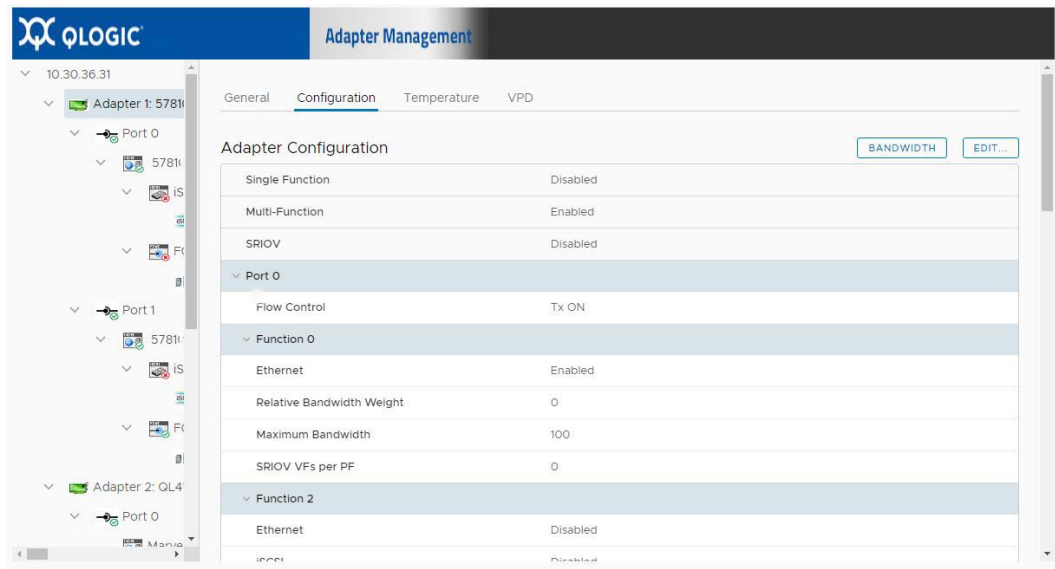 QLOGIC
Adapter Management
10.30.36.31
Adapter 1: 5781
Port 0
5781
iS
F
Port 1
5781
iS
F
Adapter 2: QL4
Port 0
General Configuration Temperature VPD
Adapter Configuration
BANDWIDTH EDIT...
Single Function Disabled
Multi-Function Enabled
SRIOV Disabled
Port 0
Flow Control Tx ON
Function 0
Ethernet Enabled
Relative Bandwidth Weight 0
Maximum Bandwidth 100
SRIOV VFs per PF 0
Function 2
Ethernet Disabled